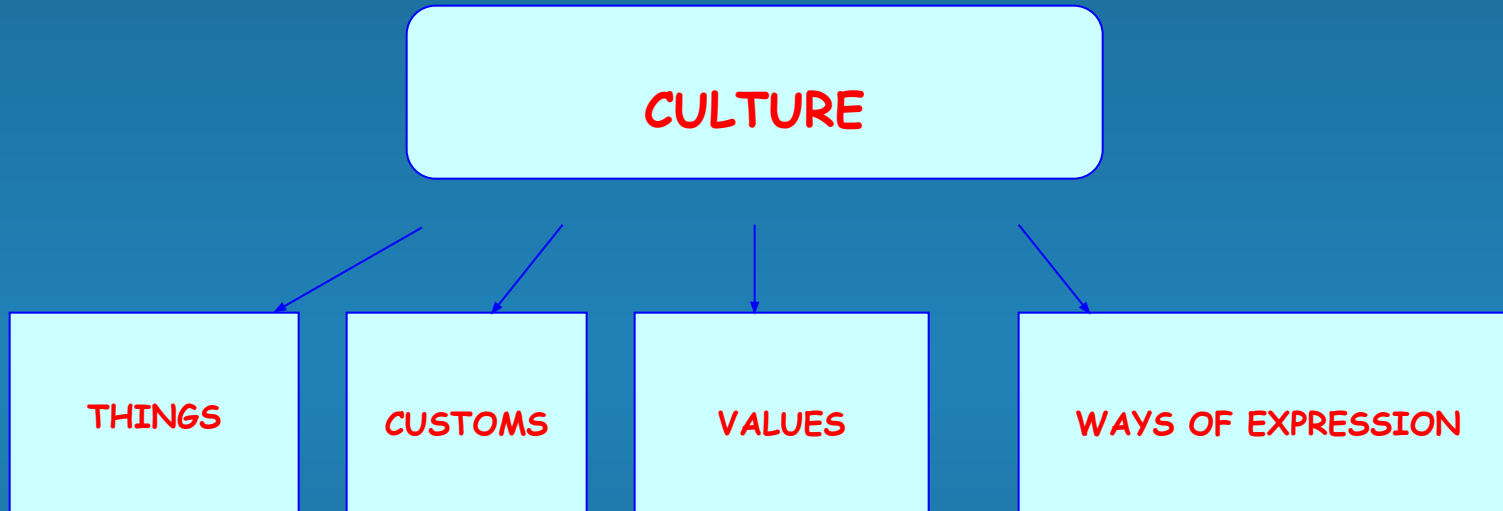 CULTURE
THINGS
CUSTOMS
VALUES
WAYS OF EXPRESSION